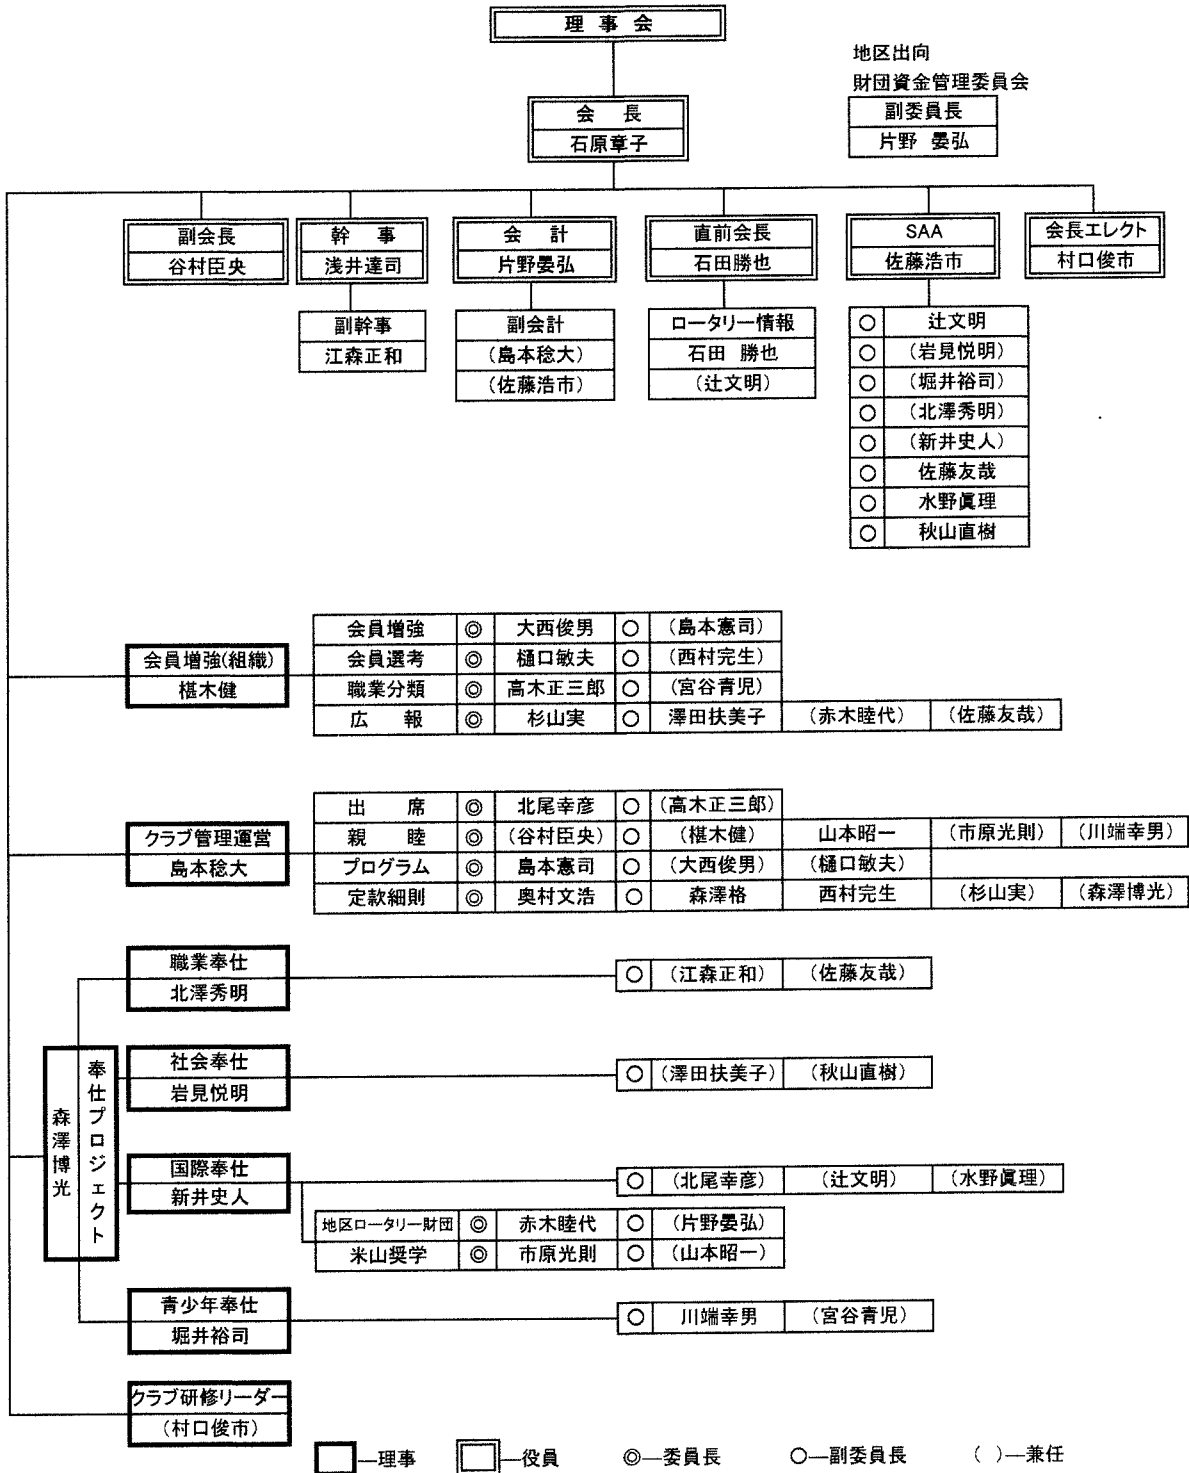 理事会
地区出向
財団資金管理委員会
会長
石原章子
副委員長
片野 晏弘
副会長
谷村臣央
幹事
浅井達司
会計
片野晏弘
直前会長
石田勝也
SAA
佐藤浩市
会長エレクト
村口俊市
副幹事
江森正和
副会計
(島本稔大)
(佐藤浩市)
ロータリー情報
石田 勝也
(辻文明)
○ 辻文明
○ (岩見悦明)
○ (堀井裕司)
○ (北澤秀明)
○ (新井史人)
○ 佐藤友哉
○ 水野眞理
○ 秋山直樹
会員増強(組織)
椹木健
会員増強 ◎ 大西俊男 ○ (島本憲司)
会員選考 ◎ 樋口敏夫 ○ (西村完生)
職業分類 ◎ 高木正三郎 ○ (宮谷青児)
広報 ◎ 杉山実 ○ 澤田扶美子 (赤木睦代) (佐藤友哉)
クラブ管理運営
島本稔大
出席 ◎ 北尾幸彦 ○ (高木正三郎)
親睦 ◎ (谷村臣央) ○ (椹木健) 山本昭一 (市原光則) (川端幸男)
プログラム ◎ 島本憲司 ○ (大西俊男) (樋口敏夫)
定款細則 ◎ 奥村文浩 ○ 森澤格 西村完生 (杉山実) (森澤博光)
奉仕プロジェクト
森澤博光
職業奉仕
北澤秀明
○ (江森正和) (佐藤友哉)
社会奉仕
岩見悦明
○ (澤田扶美子) (秋山直樹)
国際奉仕
新井史人
○ (北尾幸彦) (辻文明) (水野眞理)
地区ロータリー財団 ◎ 赤木睦代 ○ (片野晏弘)
米山奨学 ◎ 市原光則 ○ (山本昭一)
青少年奉仕
堀井裕司
○ 川端幸男 (宮谷青児)
クラブ研修リーダー
(村口俊市)
―理事 ―役員 ◎―委員長 ○―副委員長 ( )―兼任